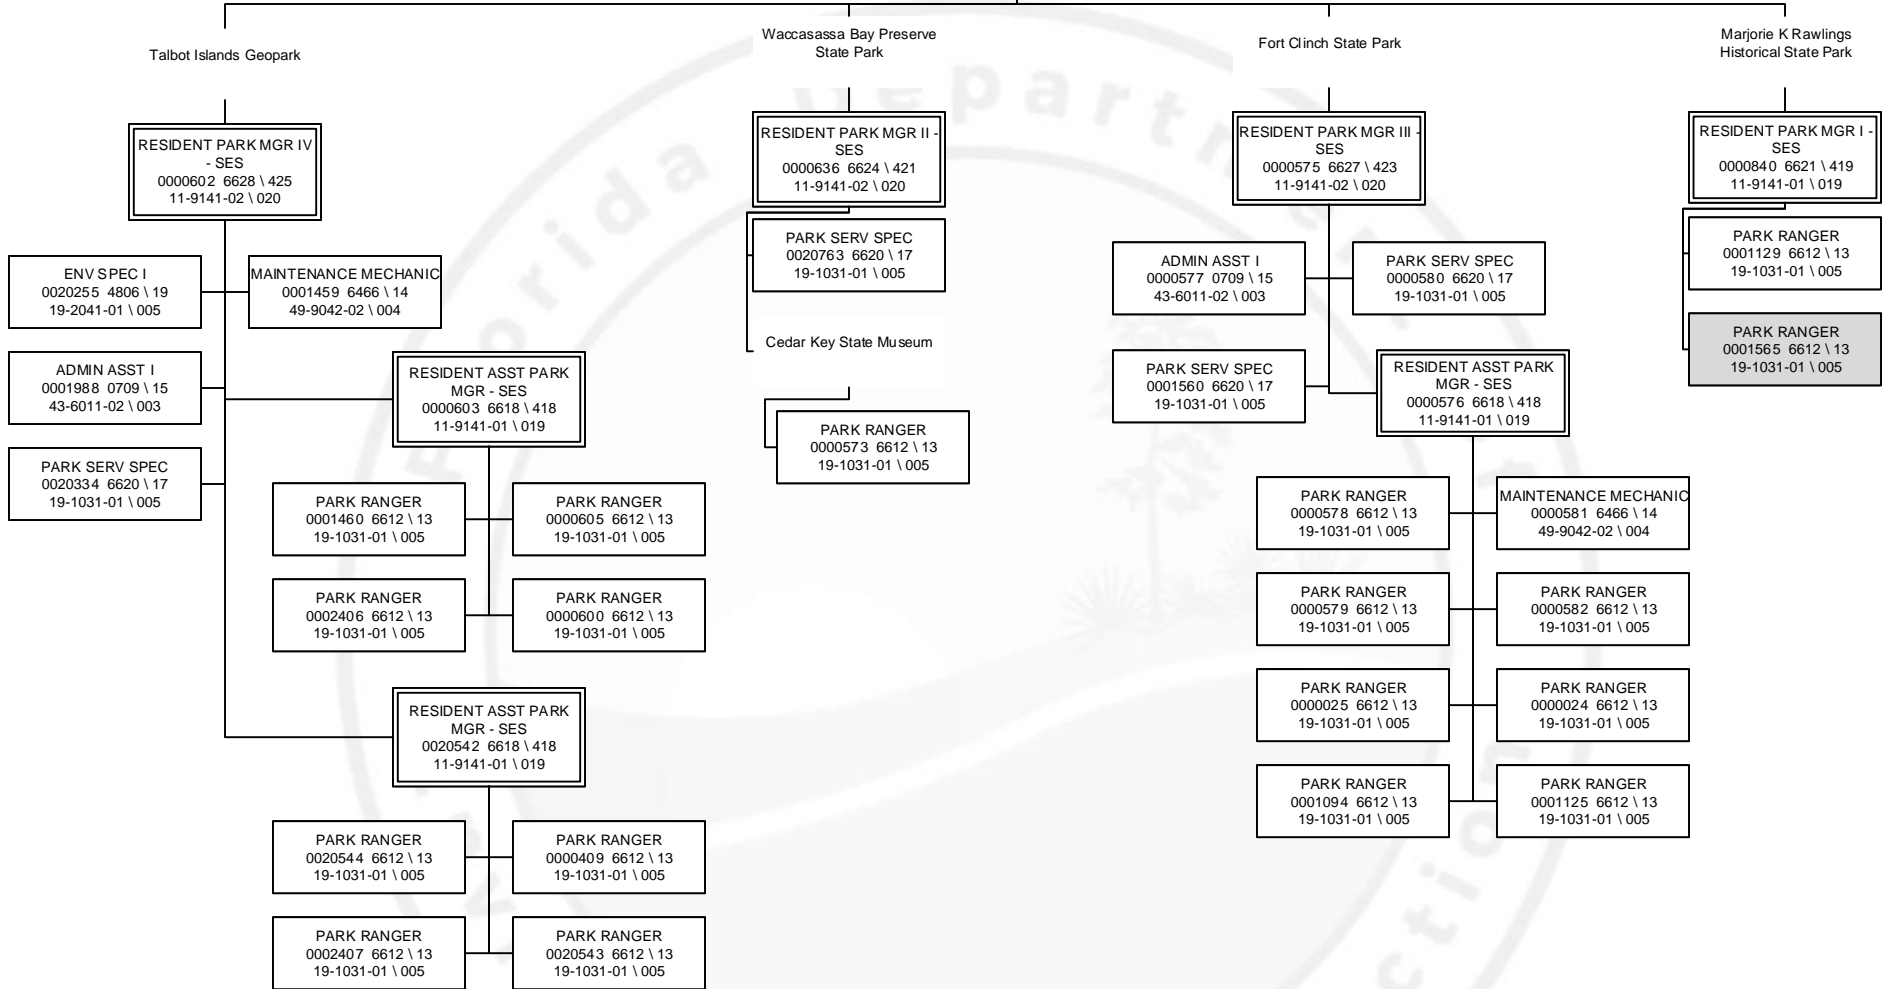 Talbot Islands Geopark
RESIDENT PARK MGR IV
- SES
0000602 6628 \ 425
11-9141-02 \ 020
ENV SPEC I
0020255 4806 \ 19
19-2041-01 \ 005
MAINTENANCE MECHANIC
0001459 6466 \ 14
49-9042-02 \ 004
ADMIN ASST I
0001988 0709 \ 15
43-6011-02 \ 003
PARK SERV SPEC
0020334 6620 \ 17
19-1031-01 \ 005
RESIDENT ASST PARK
MGR - SES
0000603 6618 \ 418
11-9141-01 \ 019
PARK RANGER
0001460 6612 \ 13
19-1031-01 \ 005
PARK RANGER
0000605 6612 \ 13
19-1031-01 \ 005
PARK RANGER
0002406 6612 \ 13
19-1031-01 \ 005
PARK RANGER
0000600 6612 \ 13
19-1031-01 \ 005
RESIDENT ASST PARK
MGR - SES
0020542 6618 \ 418
11-9141-01 \ 019
PARK RANGER
0020544 6612 \ 13
19-1031-01 \ 005
PARK RANGER
0000409 6612 \ 13
19-1031-01 \ 005
PARK RANGER
0002407 6612 \ 13
19-1031-01 \ 005
PARK RANGER
0020543 6612 \ 13
19-1031-01 \ 005
Waccasassa Bay Preserve
State Park
RESIDENT PARK MGR II -
SES
0000636 6624 \ 421
11-9141-02 \ 020
PARK SERV SPEC
0020763 6620 \ 17
19-1031-01 \ 005
Cedar Key State Museum
PARK RANGER
0000573 6612 \ 13
19-1031-01 \ 005
Fort Clinch State Park
RESIDENT PARK MGR III -
SES
0000575 6627 \ 423
11-9141-02 \ 020
ADMIN ASST I
0000577 0709 \ 15
43-6011-02 \ 003
PARK SERV SPEC
0000580 6620 \ 17
19-1031-01 \ 005
PARK SERV SPEC
0001560 6620 \ 17
19-1031-01 \ 005
RESIDENT ASST PARK
MGR - SES
0000576 6618 \ 418
11-9141-01 \ 019
PARK RANGER
0000578 6612 \ 13
19-1031-01 \ 005
MAINTENANCE MECHANIC
0000581 6466 \ 14
49-9042-02 \ 004
PARK RANGER
0000579 6612 \ 13
19-1031-01 \ 005
PARK RANGER
0000582 6612 \ 13
19-1031-01 \ 005
PARK RANGER
0000025 6612 \ 13
19-1031-01 \ 005
PARK RANGER
0000024 6612 \ 13
19-1031-01 \ 005
PARK RANGER
0001094 6612 \ 13
19-1031-01 \ 005
PARK RANGER
0001125 6612 \ 13
19-1031-01 \ 005
Marjorie K Rawlings
Historical State Park
RESIDENT PARK MGR I -
SES
0000840 6621 \ 419
11-9141-01 \ 019
PARK RANGER
0001129 6612 \ 13
19-1031-01 \ 005
PARK RANGER
0001565 6612 \ 13
19-1031-01 \ 005
Florida Department